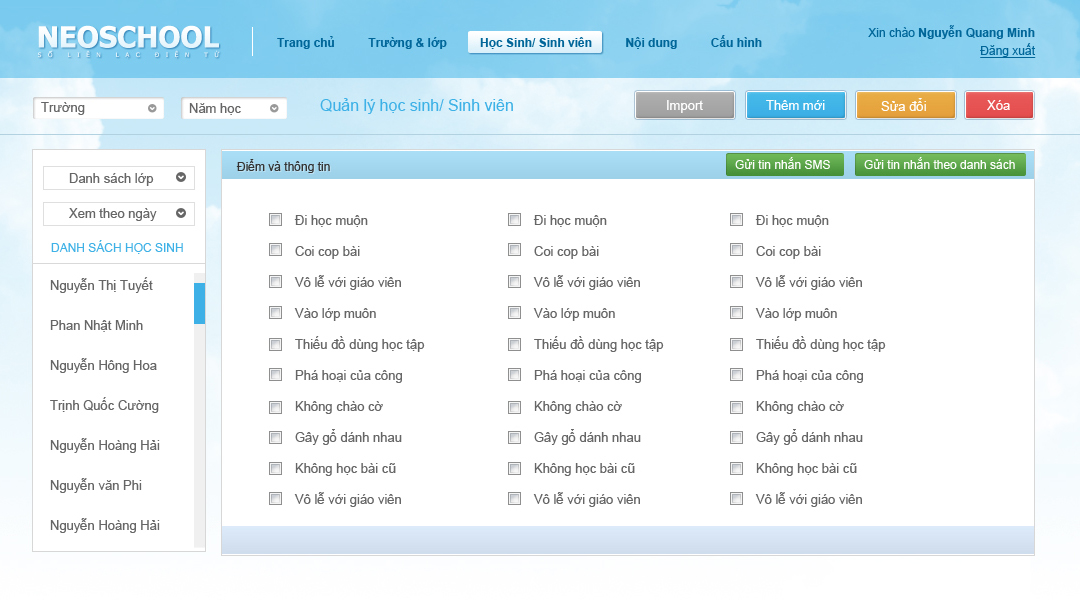 NEOSCHOOL
SỔ LIÊN LẠC ĐIỆN TỬ
Trang chủ Trường & lớp Học Sinh/ Sinh viên Nội dung Cấu hình
Xin chào Nguyễn Quang Minh
Đăng xuất
Trường Năm học Quản lý học sinh/ Sinh viên Import Thêm mới Sửa đổi Xóa
Danh sách lớp
Xem theo ngày
DANH SÁCH HỌC SINH
Nguyễn Thị Tuyết
Phan Nhật Minh
Nguyễn Hồng Hoa
Trịnh Quốc Cường
Nguyễn Hoàng Hải
Nguyễn văn Phi
Nguyễn Hoàng Hải
Điểm và thông tin Gửi tin nhắn SMS Gửi tin nhắn theo danh sách
Đi học muộn Đi học muộn Đi học muộn
Coi cop bài Coi cop bài Coi cop bài
Vô lễ với giáo viên Vô lễ với giáo viên Vô lễ với giáo viên
Vào lớp muôn Vào lớp muôn Vào lớp muôn
Thiếu đồ dùng học tập Thiếu đồ dùng học tập Thiếu đồ dùng học tập
Phá hoại của công Phá hoại của công Phá hoại của công
Không chào cờ Không chào cờ Không chào cờ
Gây gổ dánh nhau Gây gổ dánh nhau Gây gổ dánh nhau
Không học bài cũ Không học bài cũ Không học bài cũ
Vô lễ với giáo viên Vô lễ với giáo viên Vô lễ với giáo viên